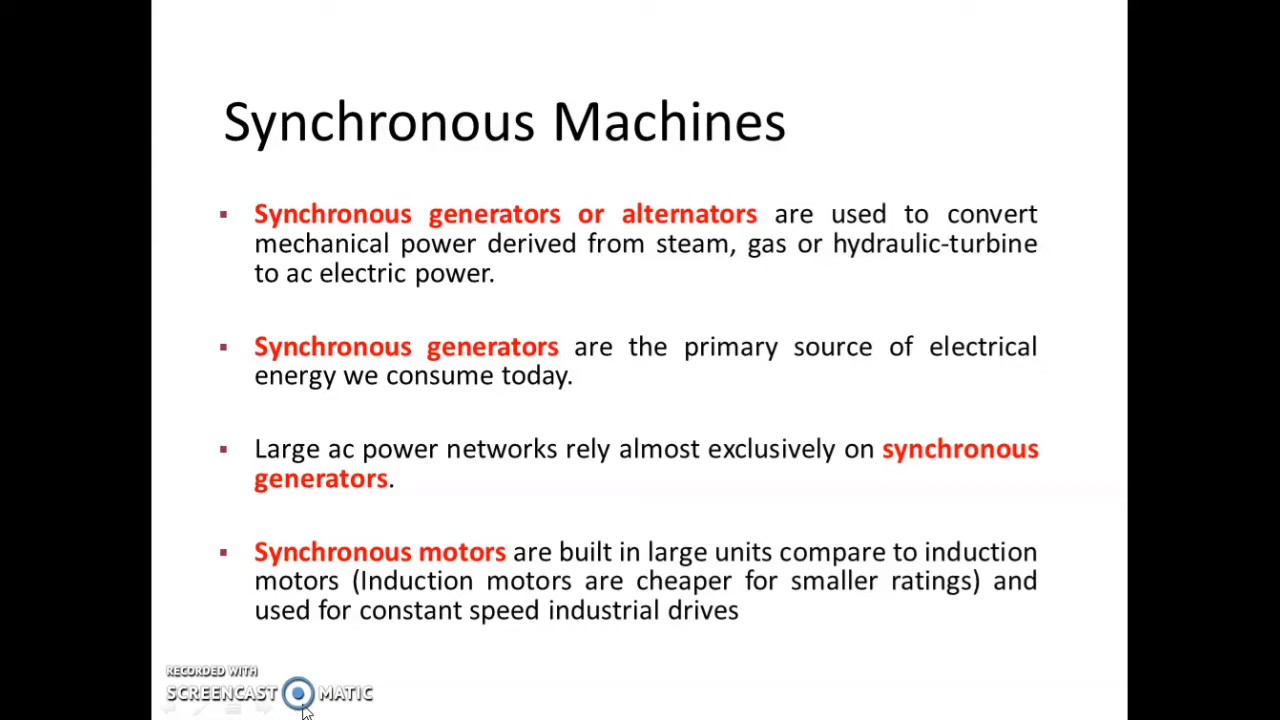 Synchronous Machines
▪ Synchronous generators or alternators are used to convert
mechanical power derived from steam, gas or hydraulic-turbine
to ac electric power.
▪ Synchronous generators are the primary source of electrical
energy we consume today.
▪ Large ac power networks rely almost exclusively on synchronous
generators.
▪ Synchronous motors are built in large units compare to induction
motors (Induction motors are cheaper for smaller ratings) and
used for constant speed industrial drives
RECORDED WITH
SCREENCAST MATIC